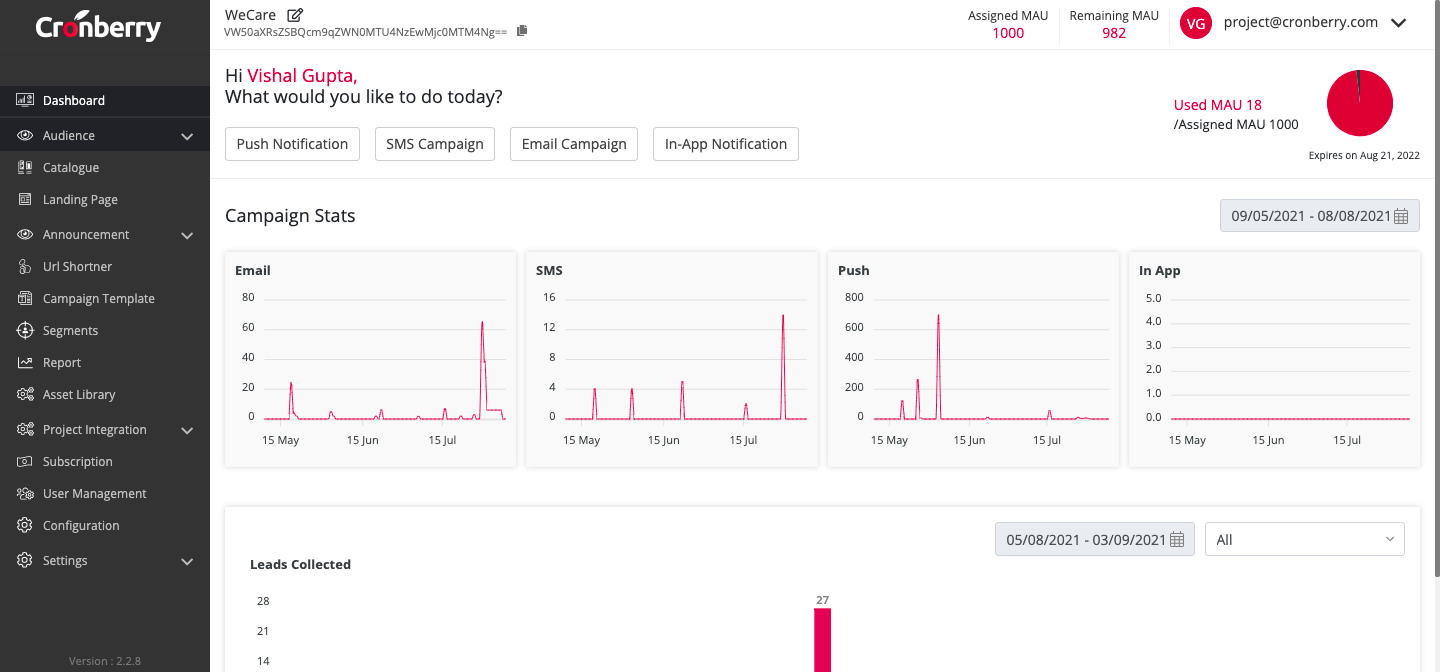 Cronberry
WeCare
VW50aXRsZSBQcm9qZWN0MTU4NzEwMjc0MTM4Ng==
Assigned MAU
1000
Remaining MAU
982
VG
project@cronberry.com
Dashboard
Audience
Catalogue
Landing Page
Announcement
Url Shortner
Campaign Template
Segments
Report
Asset Library
Project Integration
Subscription
User Management
Configuration
Settings
Version : 2.2.8
Hi Vishal Gupta,
What would you like to do today?
Push Notification
SMS Campaign
Email Campaign
In-App Notification
Used MAU 18
/Assigned MAU 1000
Expires on Aug 21, 2022
Campaign Stats
09/05/2021 - 08/08/2021
Email
80
60
40
20
0
15 May 15 Jun 15 Jul
SMS
16
12
8
4
0
15 May 15 Jun 15 Jul
Push
800
600
400
200
0
15 May 15 Jun 15 Jul
In App
5.0
4.0
3.0
2.0
1.0
0.0
15 May 15 Jun 15 Jul
05/08/2021 - 03/09/2021
All
Leads Collected
28
21
14
27